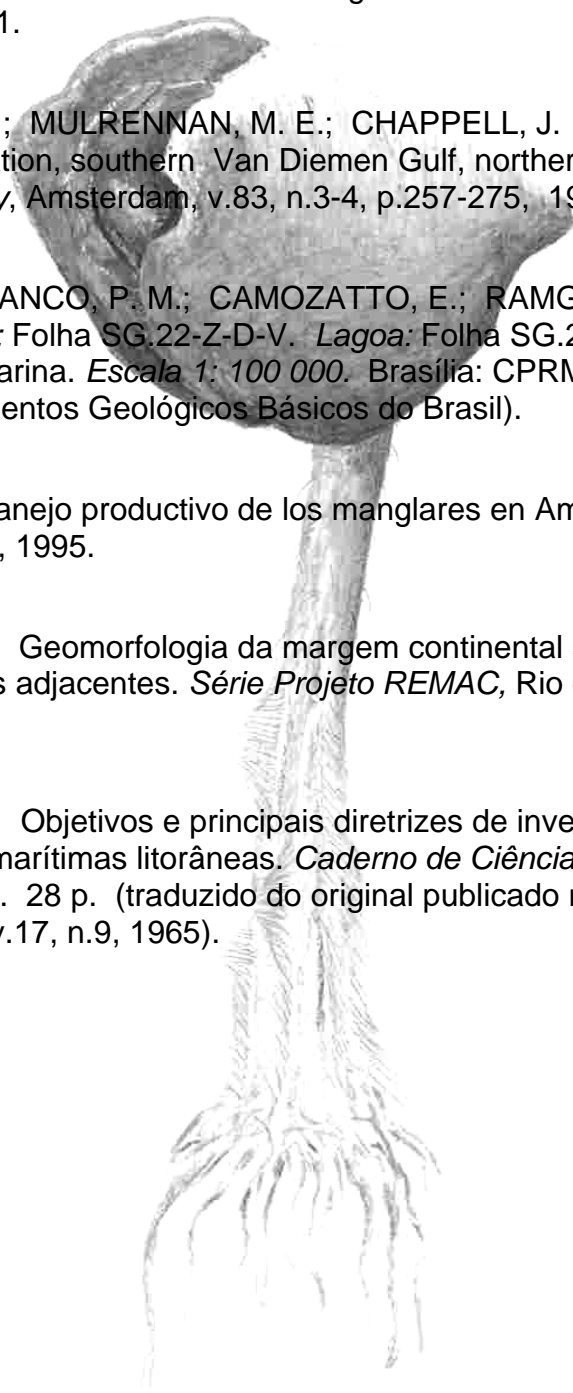 1.
; MULRENNAN, M. E.; CHAPPELL, J.
tion, southern Van Diemen Gulf, norther
y, Amsterdam, v.83, n.3-4, p.257-275, 19
ANCO, P. M.; CAMOZATTO, E.; RAMG
: Folha SG.22-Z-D-V. Lagoa: Folha SG.2
arina. Escala 1: 100 000. Brasília: CPRM
entos Geológicos Básicos do Brasil).
anejo productivo de los manglares en Am
, 1995.
Geomorfologia da margem continental
s adjacentes. Série Projeto REMAC, Rio
Objetivos e principais diretrizes de inve
marítimas litorâneas. Caderno de Ciência
. 28 p. (traduzido do original publicado
v.17, n.9, 1965).